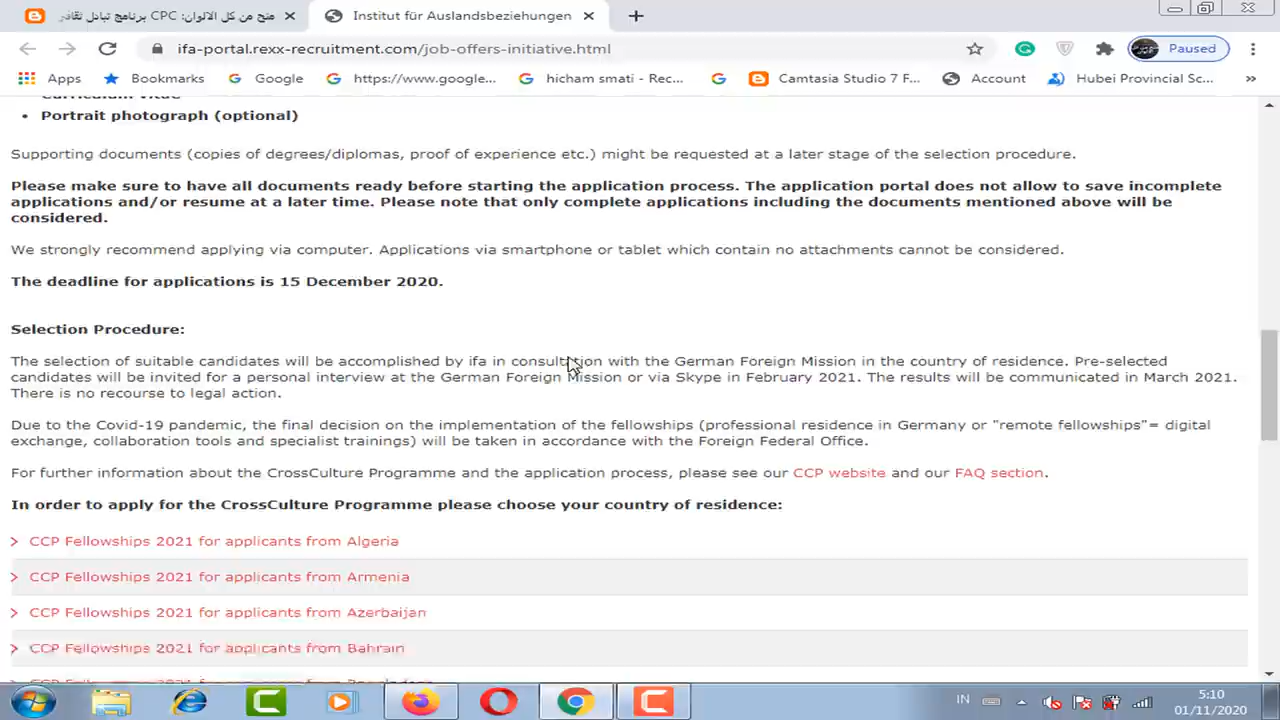 منح من كل الالوان: CPC برنامج تبادل ثقافي
Institut für Auslandsbeziehungen
ifa-portal.rexx-recruitment.com/job-offers-initiative.html
Paused
Apps
Bookmarks
Google
https://www.google...
hicham smati - Rec...
Camtasia Studio 7 F...
Account
Hubei Provincial Sc...
»
• Curriculum vitae
• Portrait photograph (optional)
Supporting documents (copies of degrees/diplomas, proof of experience etc.) might be requested at a later stage of the selection procedure.
Please make sure to have all documents ready before starting the application process. The application portal does not allow to save incomplete
applications and/or resume at a later time. Please note that only complete applications including the documents mentioned above will be
considered.
We strongly recommend applying via computer. Applications via smartphone or tablet which contain no attachments cannot be considered.
The deadline for applications is 15 December 2020.
Selection Procedure:
The selection of suitable candidates will be accomplished by ifa in consultation with the German Foreign Mission in the country of residence. Pre-selected
candidates will be invited for a personal interview at the German Foreign Mission or via Skype in February 2021. The results will be communicated in March 2021.
There is no recourse to legal action.
Due to the Covid-19 pandemic, the final decision on the implementation of the fellowships (professional residence in Germany or "remote fellowships"= digital
exchange, collaboration tools and specialist trainings) will be taken in accordance with the Foreign Federal Office.
For further information about the CrossCulture Programme and the application process, please see our CCP website and our FAQ section.
In order to apply for the CrossCulture Programme please choose your country of residence:
> CCP Fellowships 2021 for applicants from Algeria
> CCP Fellowships 2021 for applicants from Armenia
> CCP Fellowships 2021 for applicants from Azerbaijan
> CCP Fellowships 2021 for applicants from Bahrain
IN
5:10
01/11/2020